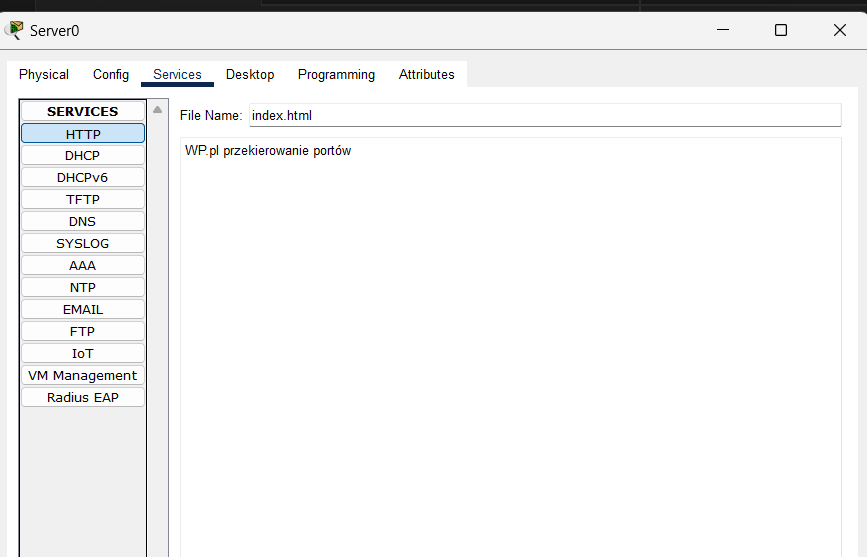 Server0
Physical Config Services Desktop Programming Attributes
SERVICES
HTTP
DHCP
DHCPv6
TFTP
DNS
SYSLOG
AAA
NTP
EMAIL
FTP
IoT
VM Management
Radius EAP
File Name: index.html
WP.pl przekierowanie portów